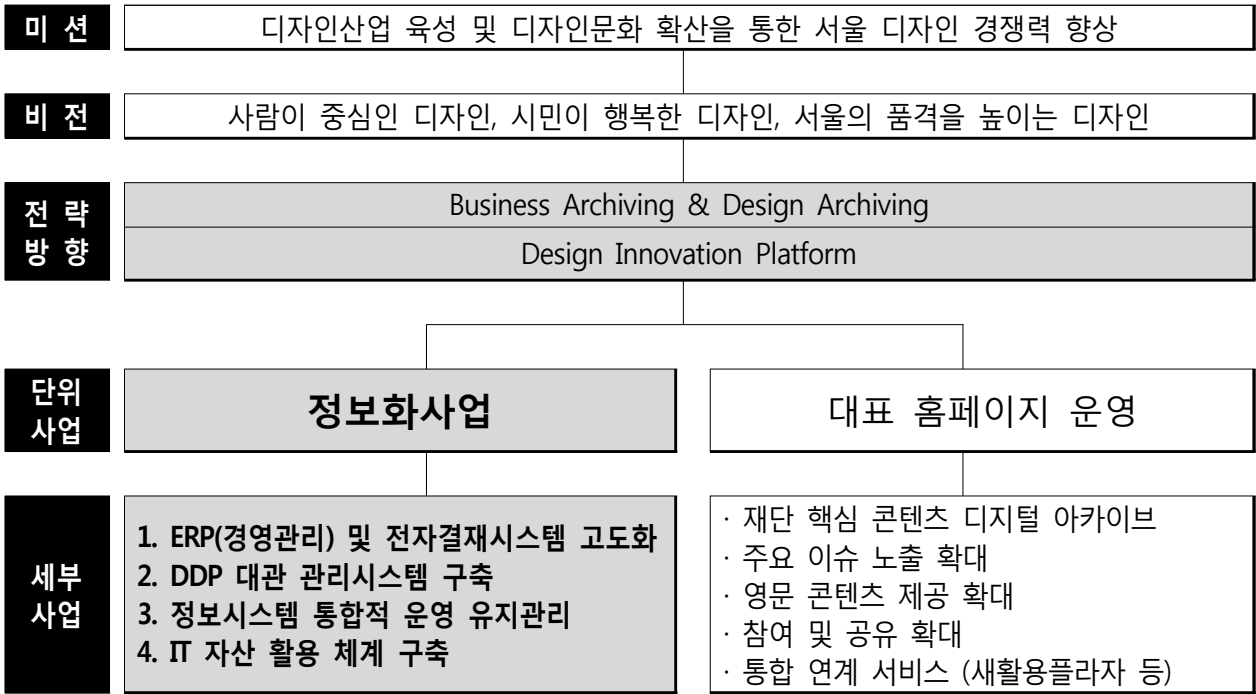 미 션
디자인산업 육성 및 디자인문화 확산을 통한 서울 디자인 경쟁력 향상
비 전
사람이 중심인 디자인, 시민이 행복한 디자인, 서울의 품격을 높이는 디자인
전 략
방 향
Business Archiving & Design Archiving
Design Innovation Platform
단위
사업
정보화사업
대표 홈페이지 운영
세부
사업
1. ERP(경영관리) 및 전자결재시스템 고도화
2. DDP 대관 관리시스템 구축
3. 정보시스템 통합적 운영 유지관리
4. IT 자산 활용 체계 구축
· 재단 핵심 콘텐츠 디지털 아카이브
· 주요 이슈 노출 확대
· 영문 콘텐츠 제공 확대
· 참여 및 공유 확대
· 통합 연계 서비스 (새활용플라자 등)